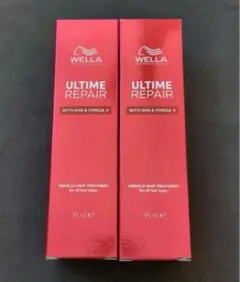 WELLA
ULTIME
REPAIR
WITH AHA & OMEGA 9
MIRACLE HAIR TREATMENT
for all hair types
95 ml e
WELLA
ULTIME
REPAIR
WITH AHA & OMEGA 9
MIRACLE HAIR TREATMENT
for all hair types
95 ml e